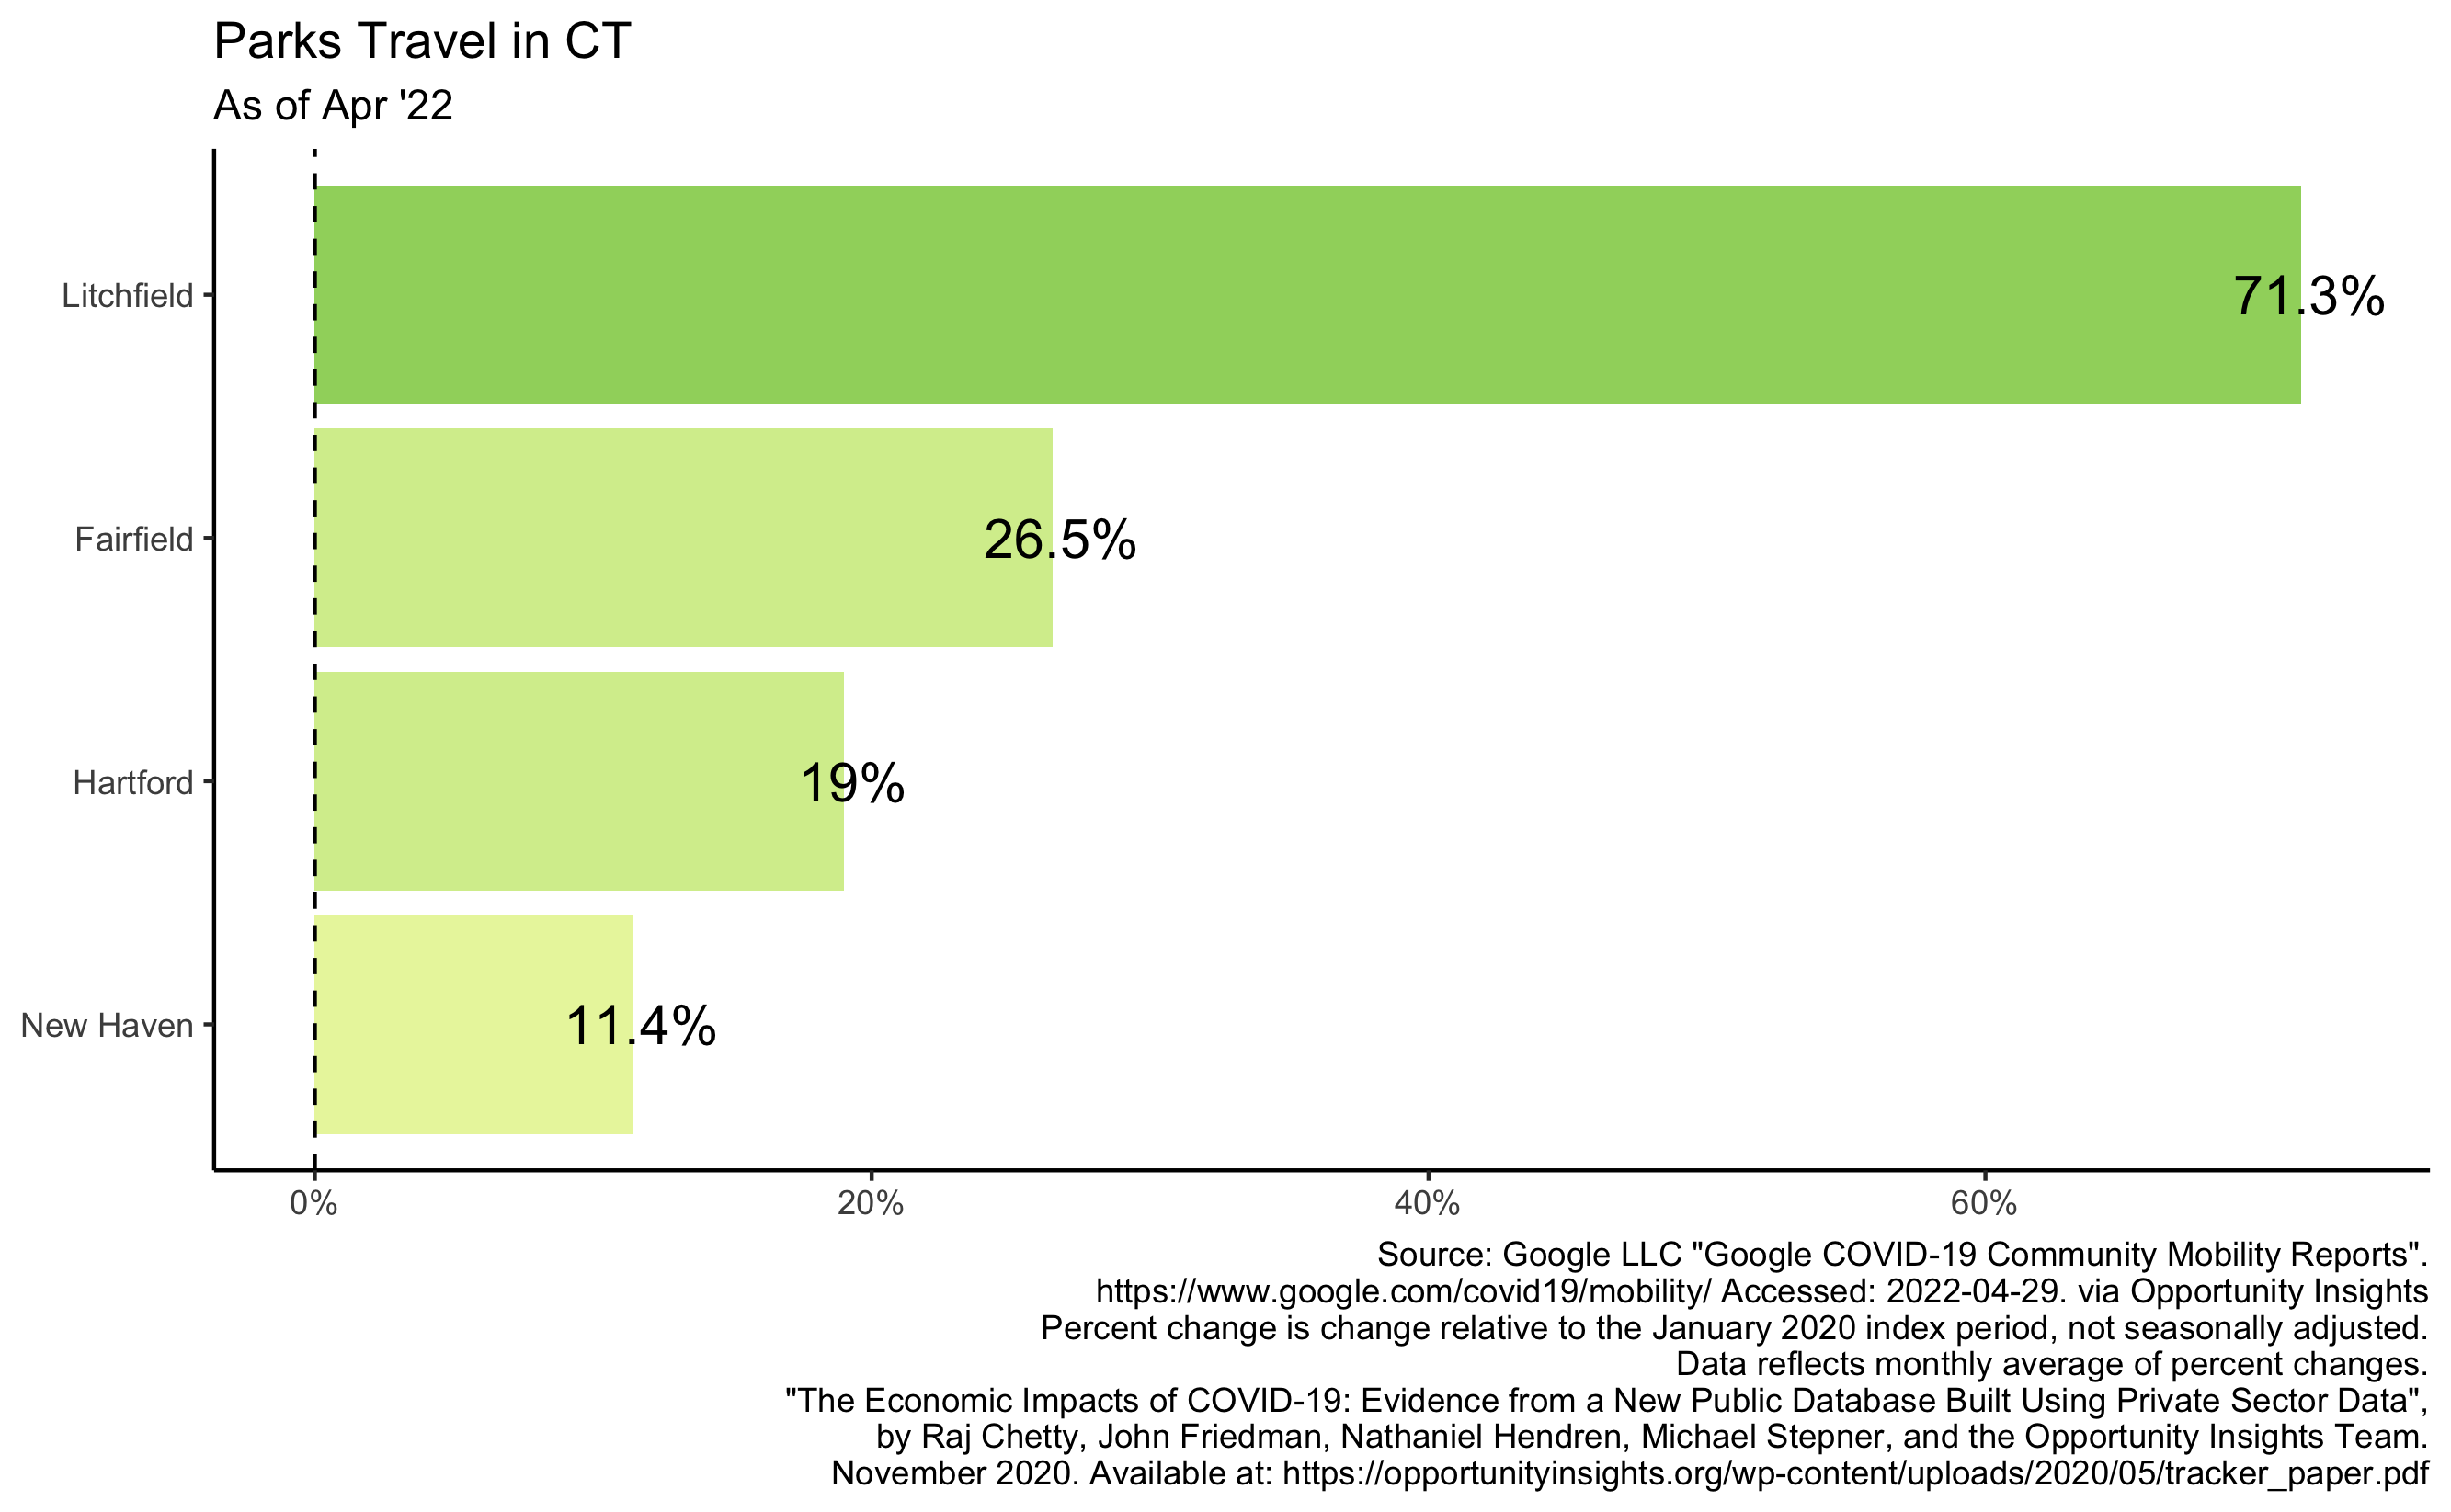 Parks Travel in CT
As of Apr '22
Litchfield
71.3%
Fairfield
26.5%
Hartford
19%
New Haven
11.4%
0% 20% 40% 60%
Source: Google LLC "Google COVID-19 Community Mobility Reports".
https://www.google.com/covid19/mobility/ Accessed: 2022-04-29. via Opportunity Insights
Percent change is change relative to the January 2020 index period, not seasonally adjusted.
Data reflects monthly average of percent changes.
"The Economic Impacts of COVID-19: Evidence from a New Public Database Built Using Private Sector Data",
by Raj Chetty, John Friedman, Nathaniel Hendren, Michael Stepner, and the Opportunity Insights Team.
November 2020. Available at: https://opportunityinsights.org/wp-content/uploads/2020/05/tracker_paper.pdf